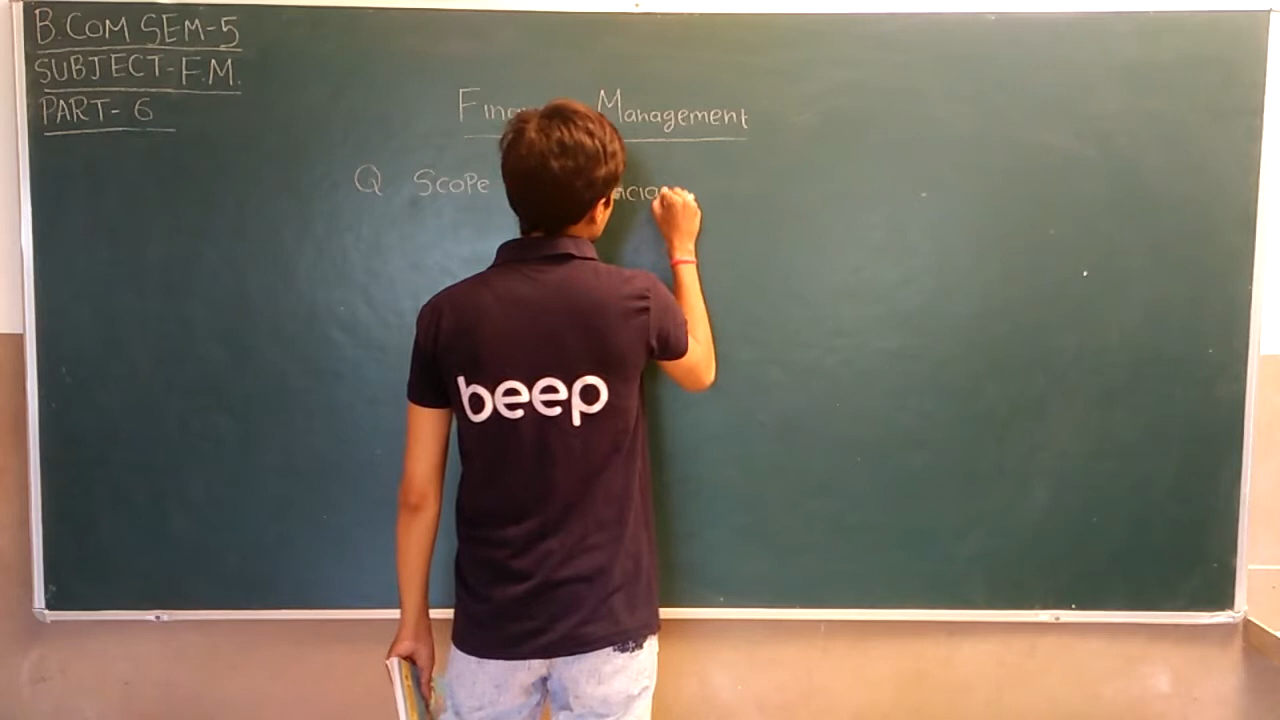 B.COM SEM-5
SUBJECT-F.M.
PART-6
Management
Q Scope
beep